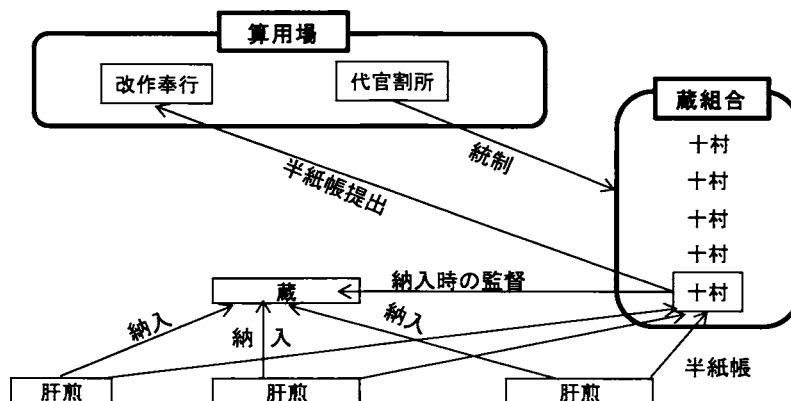 算用場
改作奉行
代官割所
蔵組合
十村
十村
十村
十村
十村
統制
半紙帳提出
蔵
納入時の監督
納入
納入
納入
半紙帳
肝煎
肝煎
肝煎